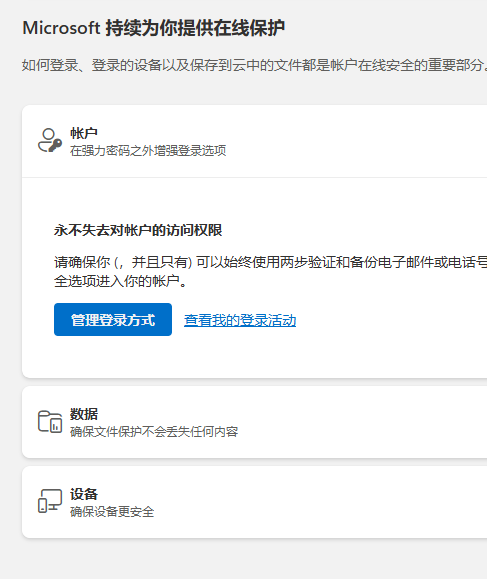 Microsoft 持续为你提供在线保护
如何登录、登录的设备以及保存到云中的文件都是帐户在线安全的重要部分。
帐户
在强力密码之外增强登录选项
永不失去对帐户的访问权限
请确保你 (，并且只有) 可以始终使用两步验证和备份电子邮件或电话号
全选项进入你的帐户。
管理登录方式 查看我的登录活动
数据
确保文件保护不会丢失任何内容
设备
确保设备更安全